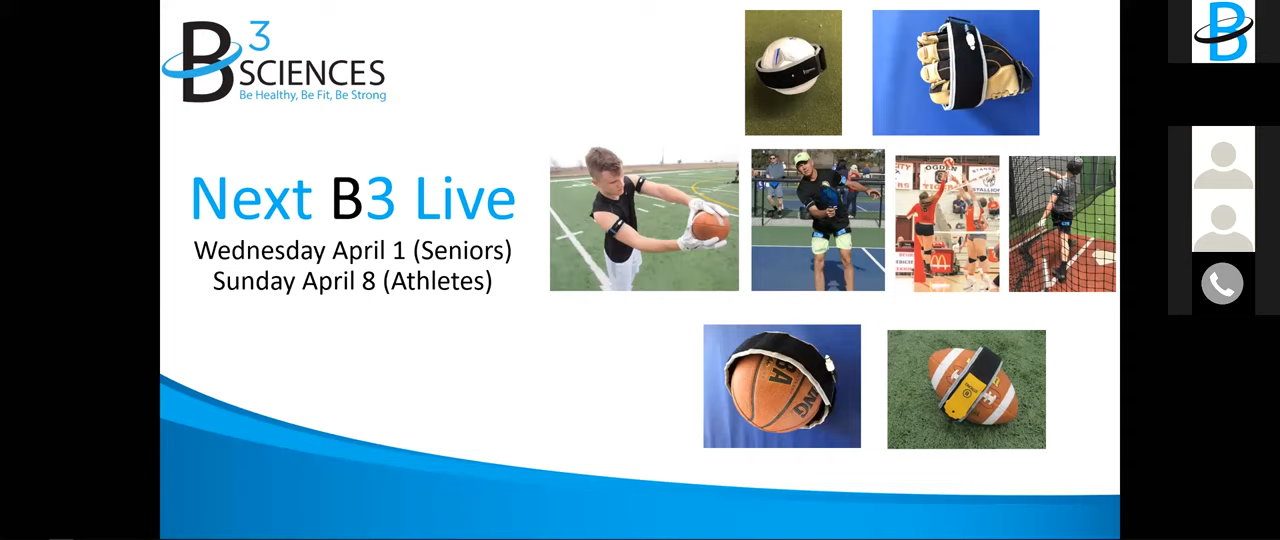 B3
SCIENCES
Be Healthy, Be Fit, Be Strong
Next B3 Live
Wednesday April 1 (Seniors)
Sunday April 8 (Athletes)
OGDEN
B